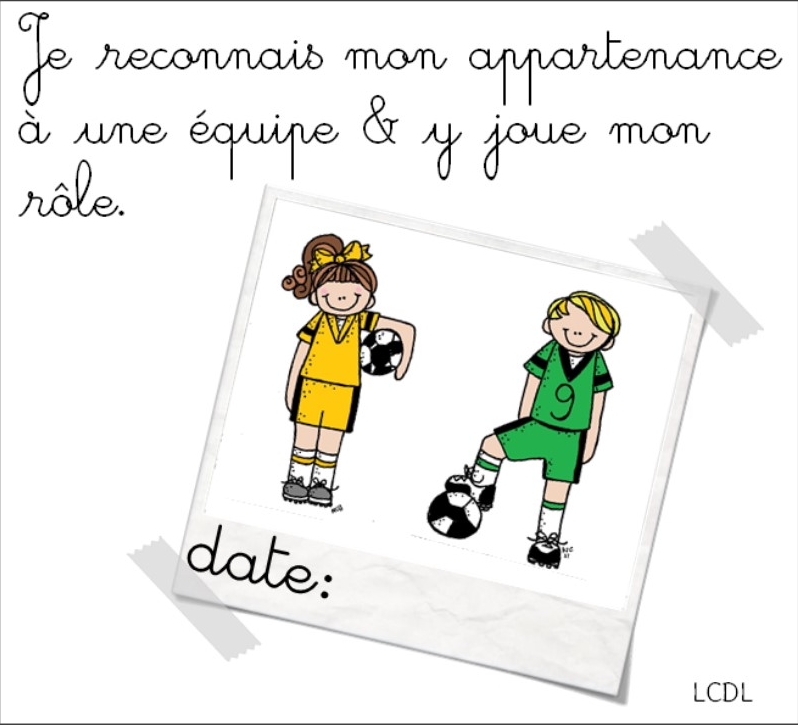 Je reconnais mon appartenance
à une équipe & y joue mon
rôle.
9
date:
LCDL